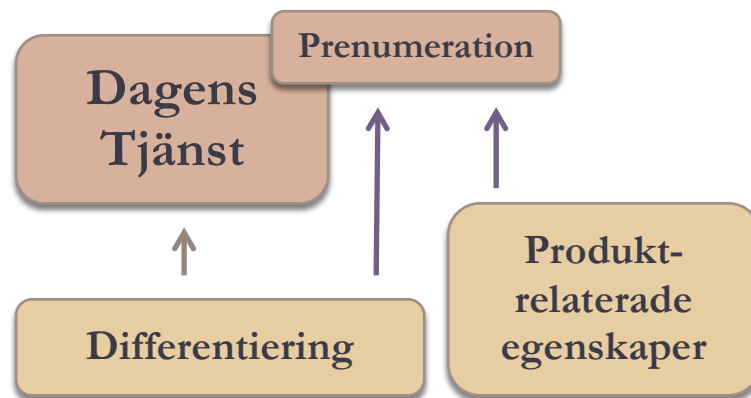 Prenumeration
Dagens
Tjänst
Produkt-
relaterade
egenskaper
Differentiering